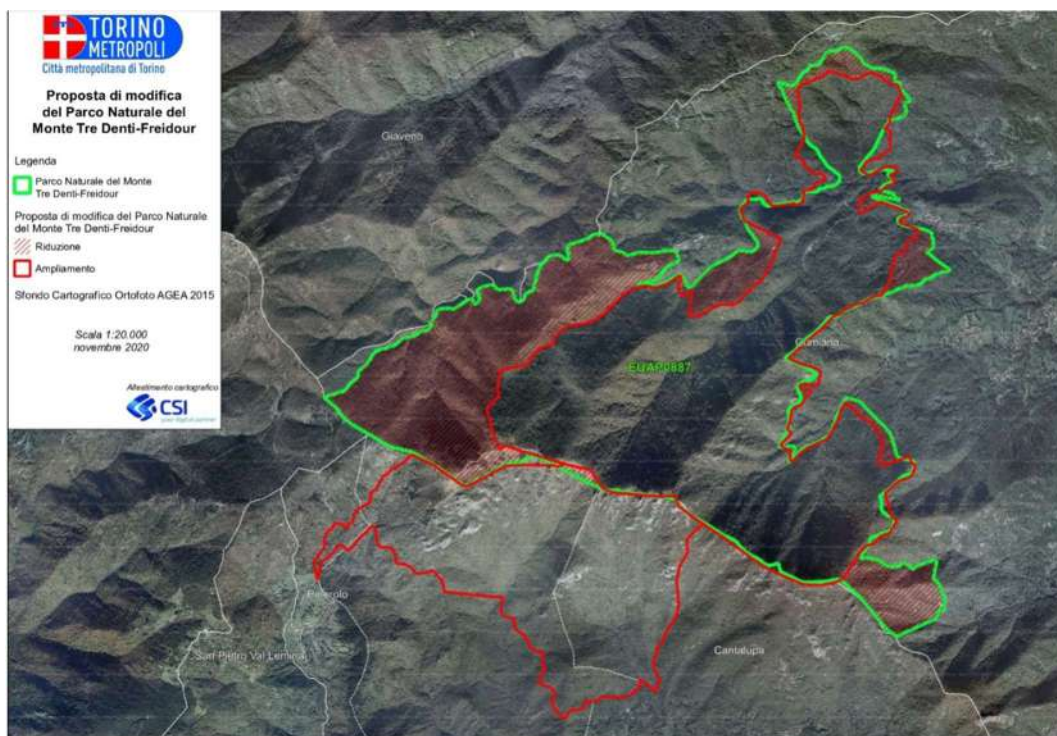 TORINO
METROPOLI
Città metropolitana di Torino
Proposta di modifica
del Parco Naturale del
Monte Tre Denti-Freidour
Legenda
Parco Naturale del Monte
Tre Denti-Freidour
Proposta di modifica del Parco Naturale
del Monte Tre Denti-Freidour
Riduzione
Ampliamento
Sfondo Cartografico Ortofoto AGEA 2015
Scala 1:20.000
novembre 2020
Allestimento cartografico
CSI
Giaveno
EUAP0887
Cumiana
Pinerolo
San Pietro Val Lemina
Cantalupa